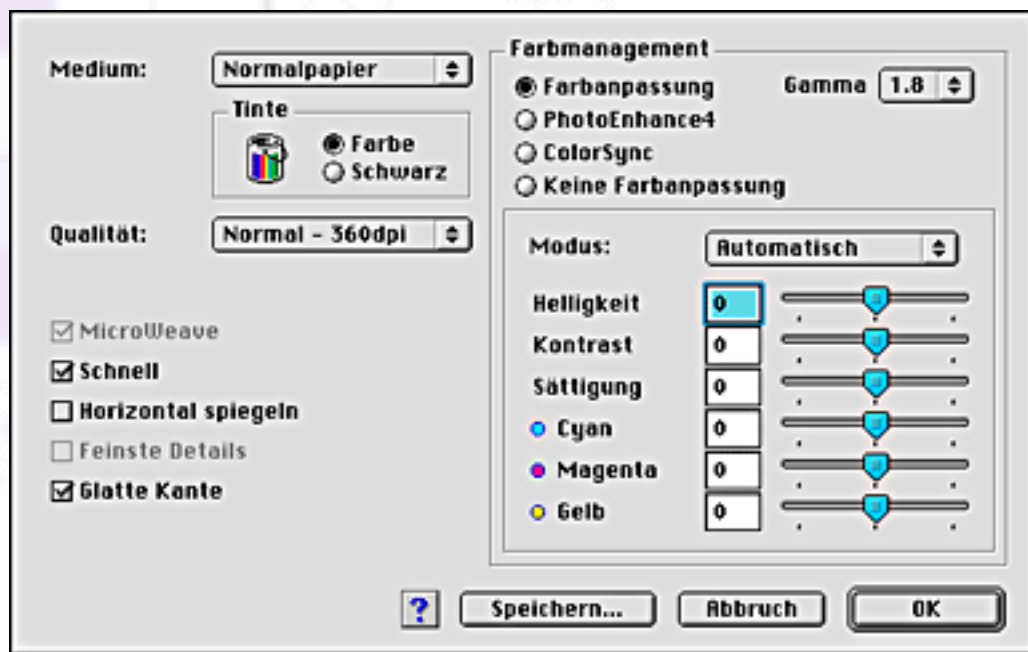 Medium: Normalpapier
Tinte
Farbe
Schwarz
Qualität: Normal - 360dpi
MicroWeave
Schnell
Horizontal spiegeln
Feinste Details
Glatte Kante
Farbmanagement
Farbanpassung Gamma 1.8
PhotoEnhance4
ColorSync
Keine Farbanpassung
Modus: Automatisch
Helligkeit 0
Kontrast 0
Sättigung 0
Cyan 0
Magenta 0
Gelb 0
? Speichern... Abbruch OK